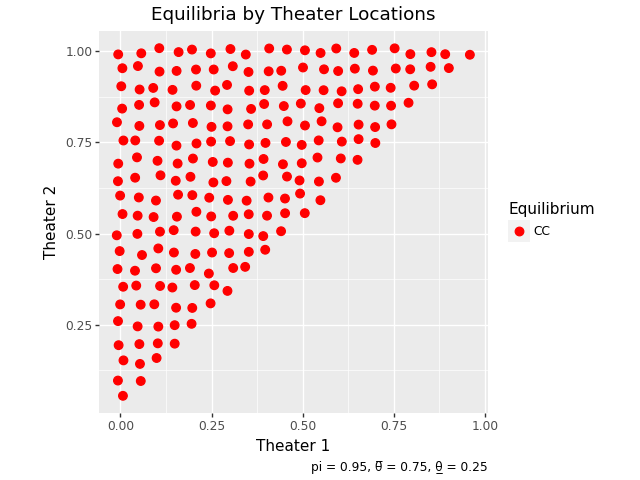 Equilibria by Theater Locations
1.00
0.75
0.50
0.25
Theater 2
0.00 0.25 0.50 0.75 1.00
Theater 1
Equilibrium
CC
pi = 0.95, θ̅ = 0.75, θ̲ = 0.25